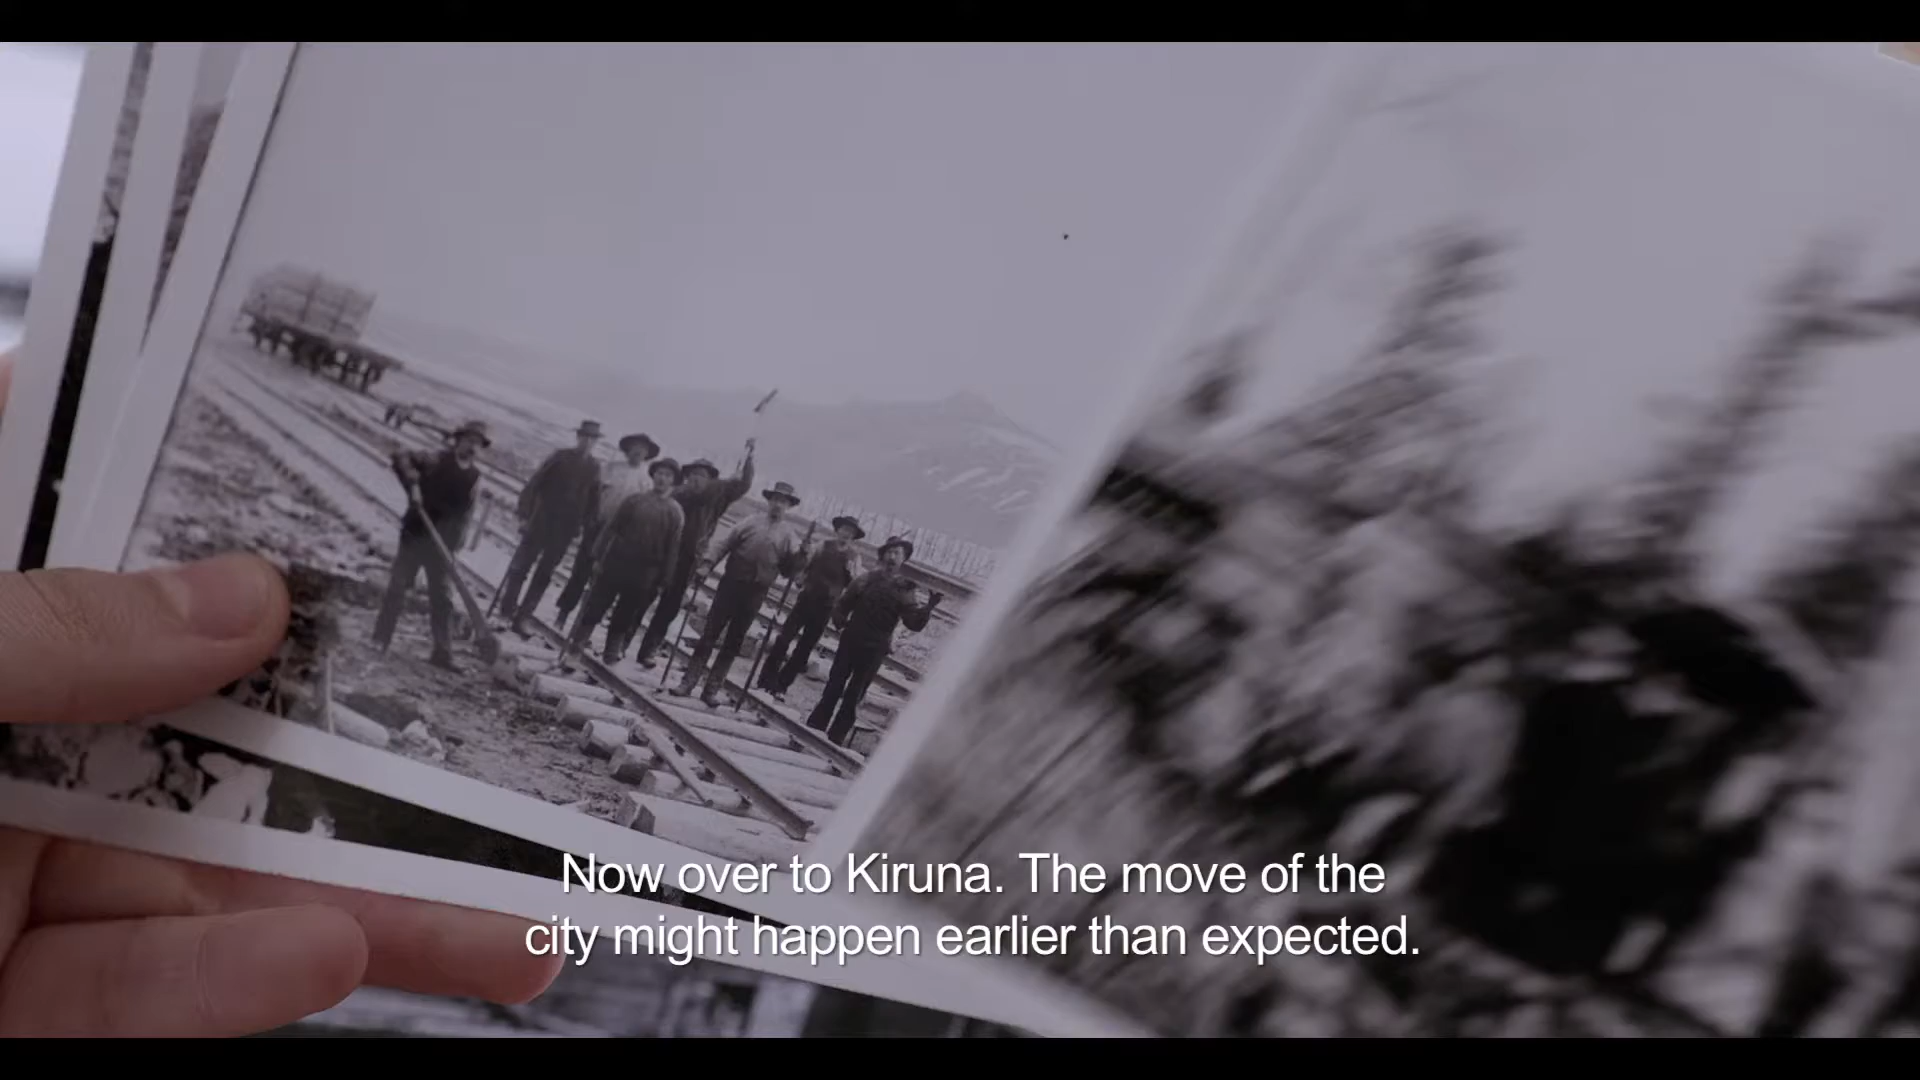 Now over to Kiruna. The move of the
city might happen earlier than expected.